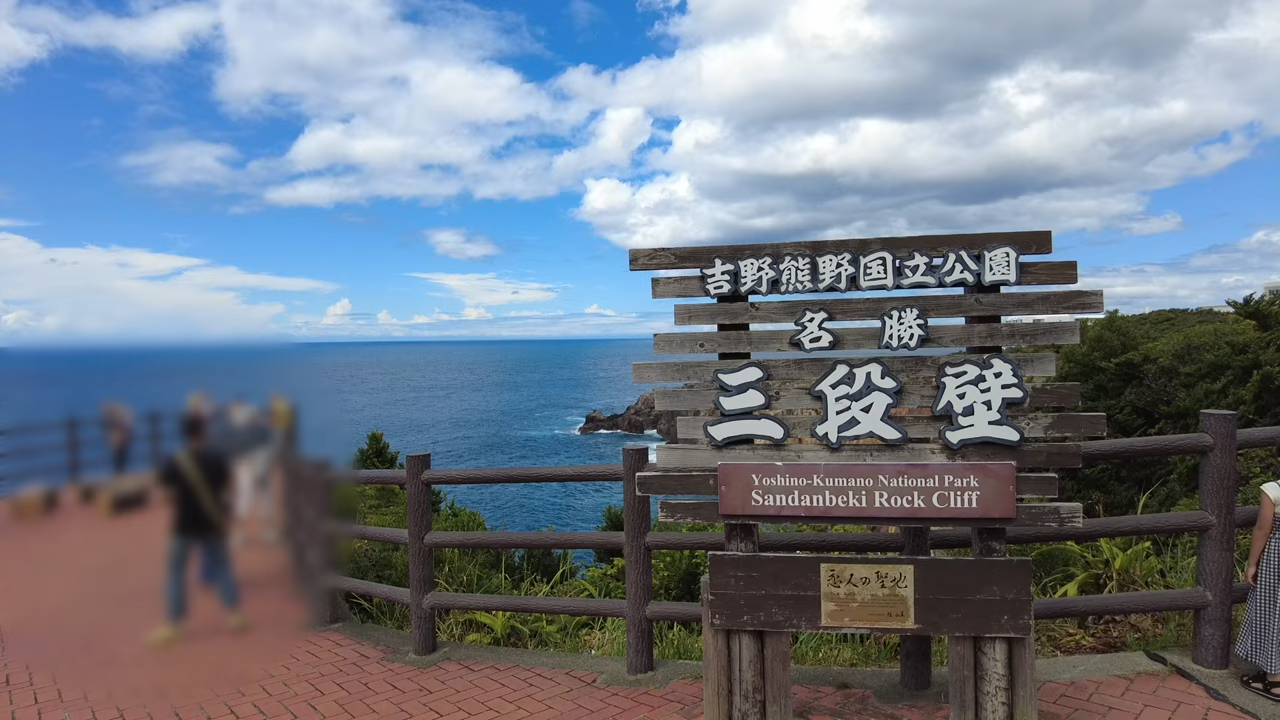 吉野熊野国立公園
名勝
三段壁
Yoshino-Kumano National Park
Sandanbeki Rock Cliff
恋人の聖地